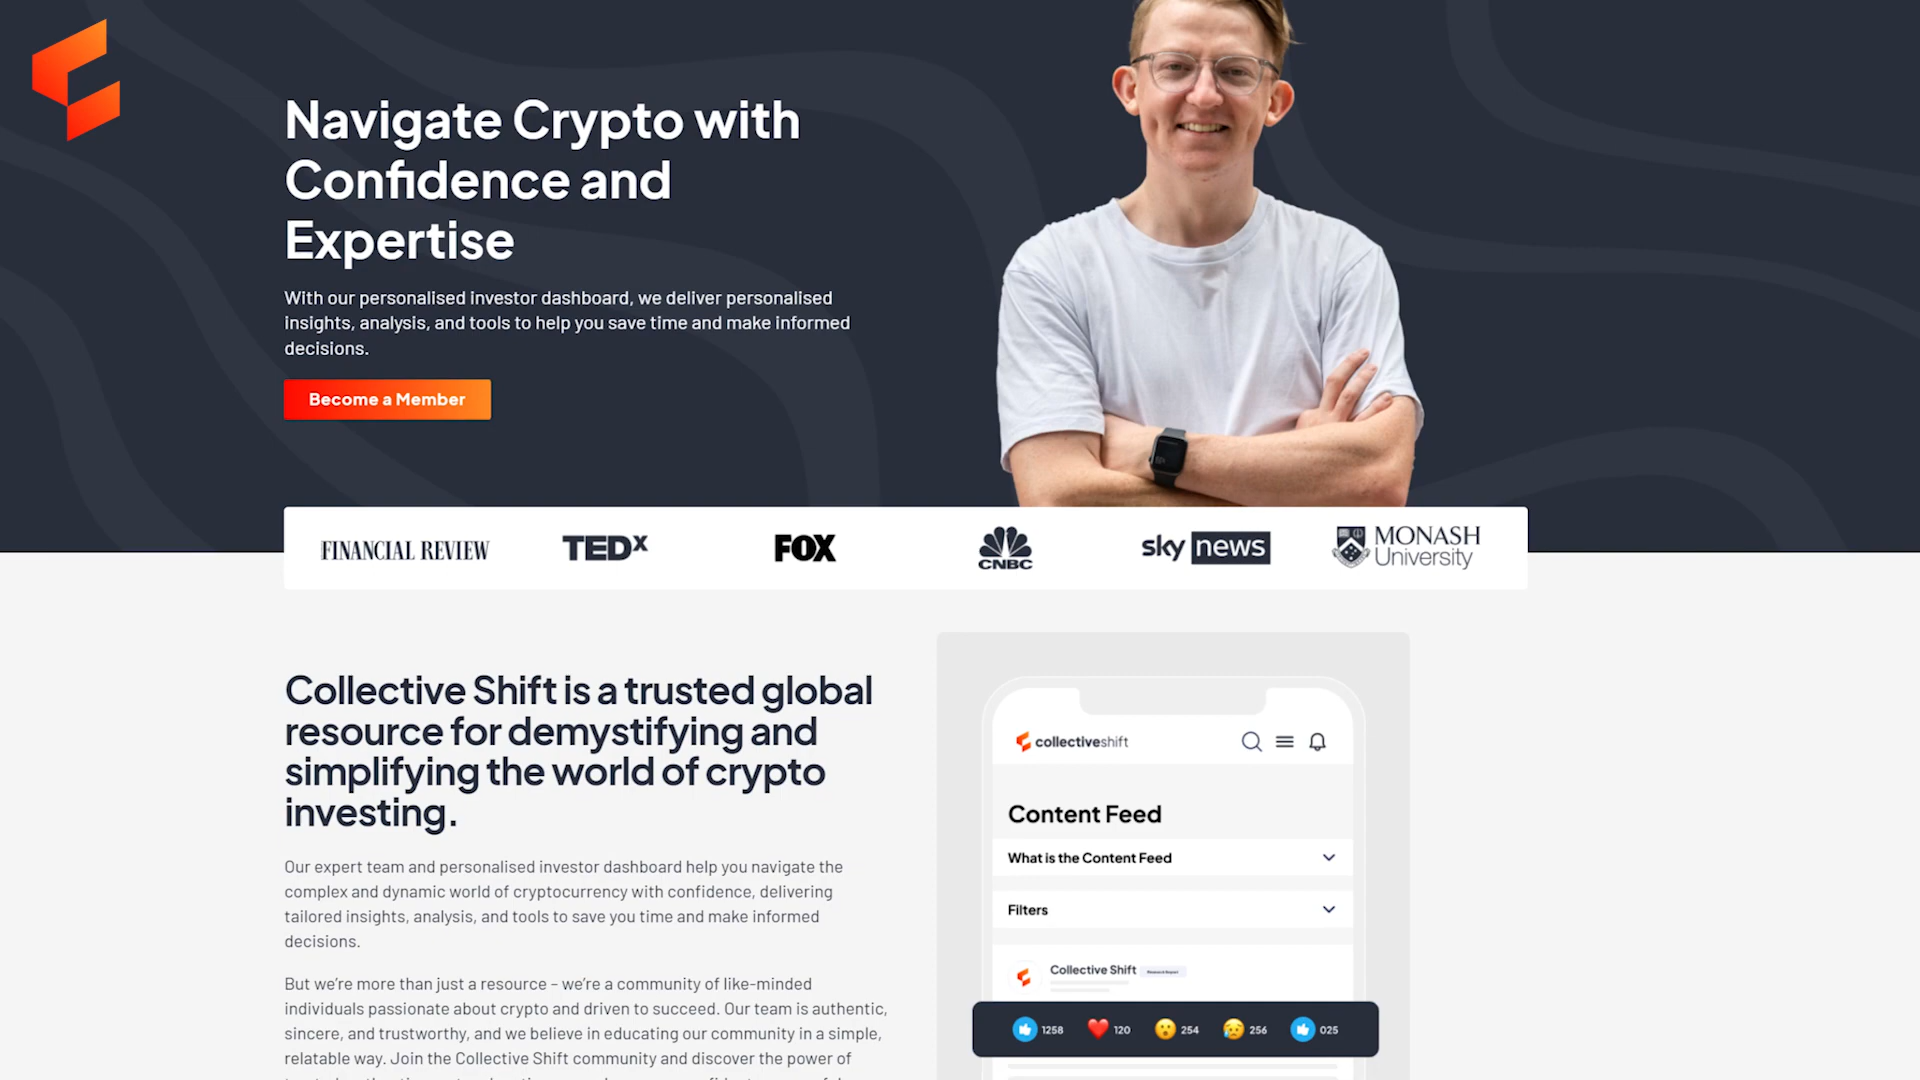 Navigate Crypto with
Confidence and
Expertise
With our personalised investor dashboard, we deliver personalised
insights, analysis, and tools to help you save time and make informed
decisions.
Become a Member
FINANCIAL REVIEW
TEDx
FOX
CNBC
sky news
MONASH
University
Collective Shift is a trusted global
resource for demystifying and
simplifying the world of crypto
investing.
Our expert team and personalised investor dashboard help you navigate the
complex and dynamic world of cryptocurrency with confidence, delivering
tailored insights, analysis, and tools to save you time and make informed
decisions.
But we’re more than just a resource – we’re a community of like-minded
individuals passionate about crypto and driven to succeed. Our team is authentic,
sincere, and trustworthy, and we believe in educating our community in a simple,
relatable way. Join the Collective Shift community and discover the power of
collectiveshift
Content Feed
What is the Content Feed
Filters
Collective Shift
1258
120
254
256
025